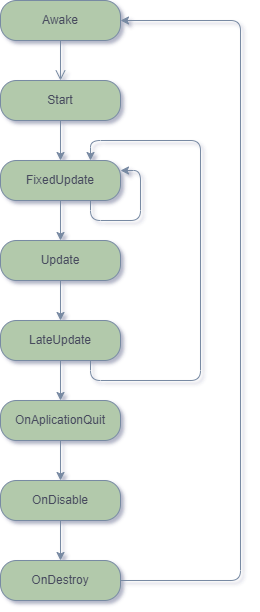 Awake
Start
FixedUpdate
Update
LateUpdate
OnAplicationQuit
OnDisable
OnDestroy